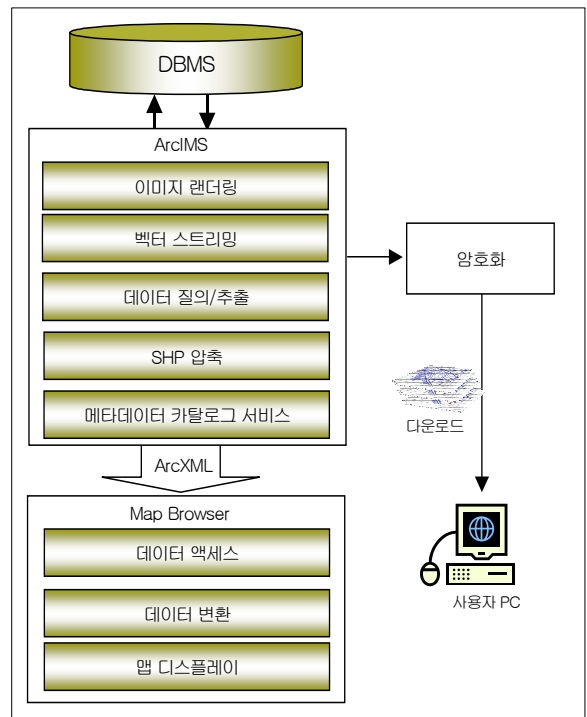 DBMS
ArcIMS
이미지 랜더링
벡터 스트리밍
데이터 질의/추출
SHP 압축
메타데이터 카탈로그 서비스
암호화
다운로드
ArcXML
Map Browser
데이터 액세스
데이터 변환
맵 디스플레이
사용자 PC